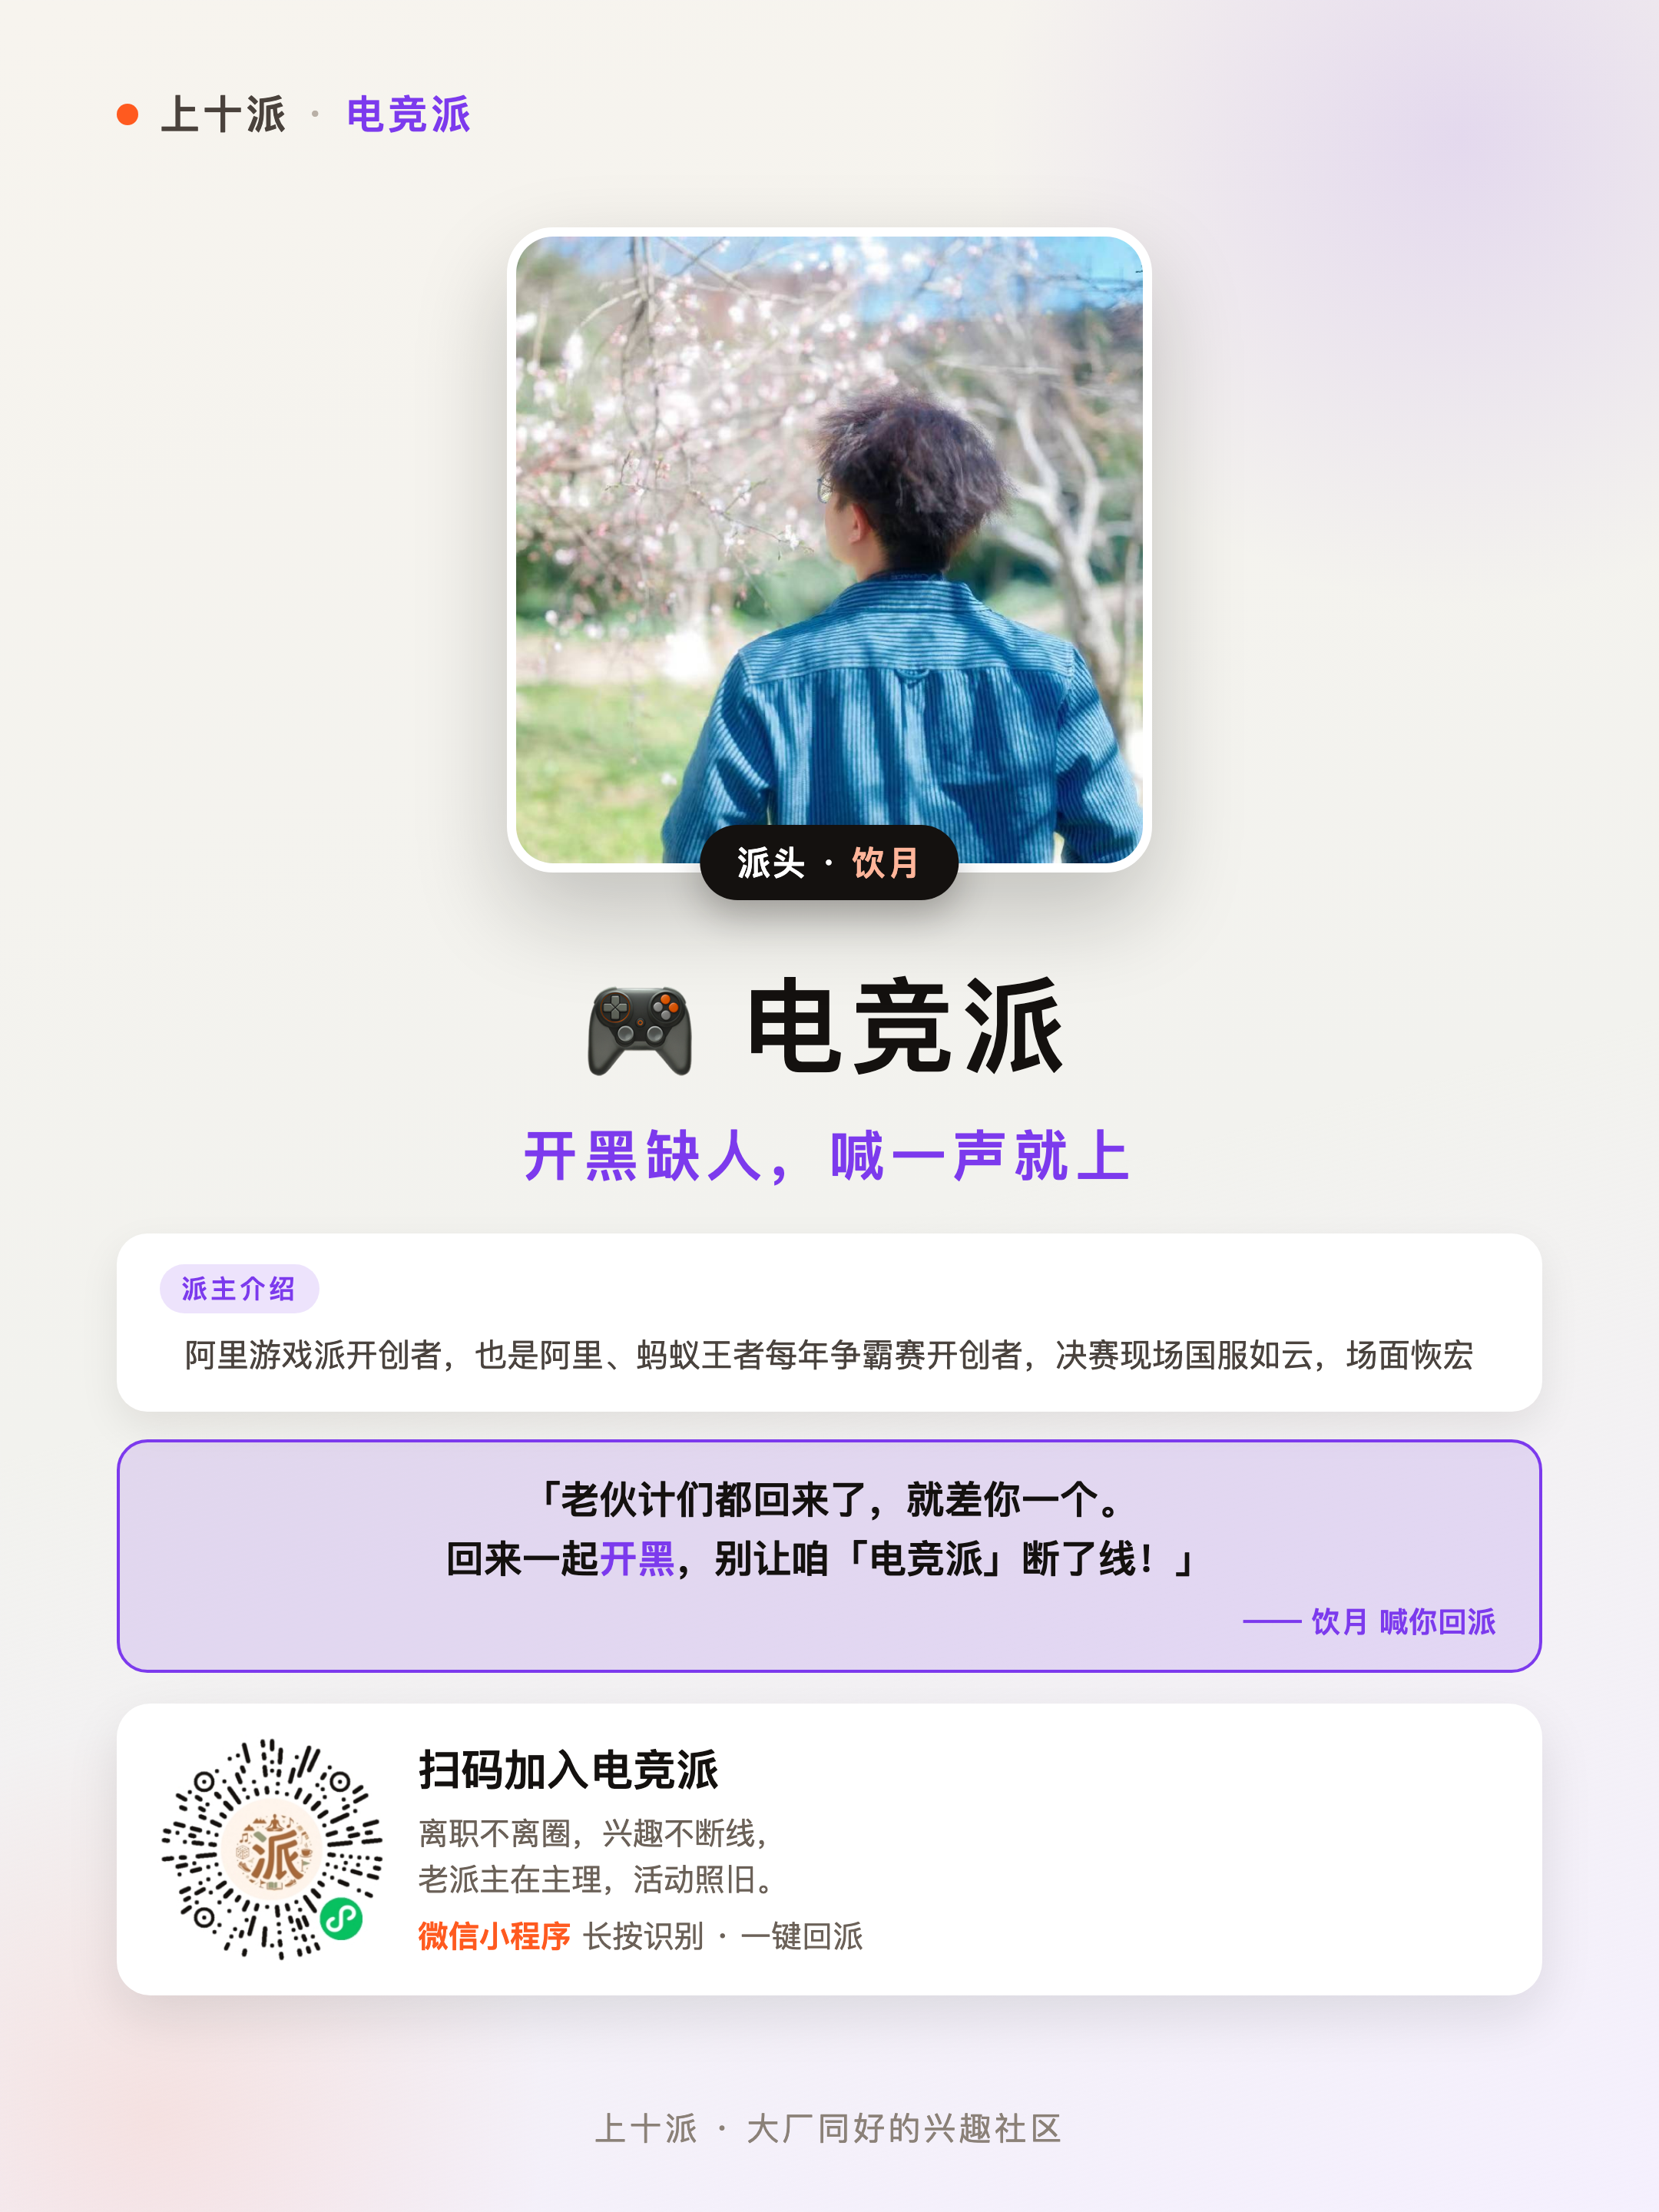 上十派 · 电竞派
派头 · 饮月
电竞派
开黑缺人，喊一声就上
派主介绍
阿里游戏派开创者，也是阿里、蚂蚁王者每年争霸赛开创者，决赛现场国服如云，场面恢宏
「老伙计们都回来了，就差你一个。
回来一起开黑，别让咱「电竞派」断了线！」
—— 饮月 喊你回派
派
扫码加入电竞派
离职不离圈，兴趣不断线，
老派主在主理，活动照旧。
微信小程序 长按识别 · 一键回派
上十派 · 大厂同好的兴趣社区